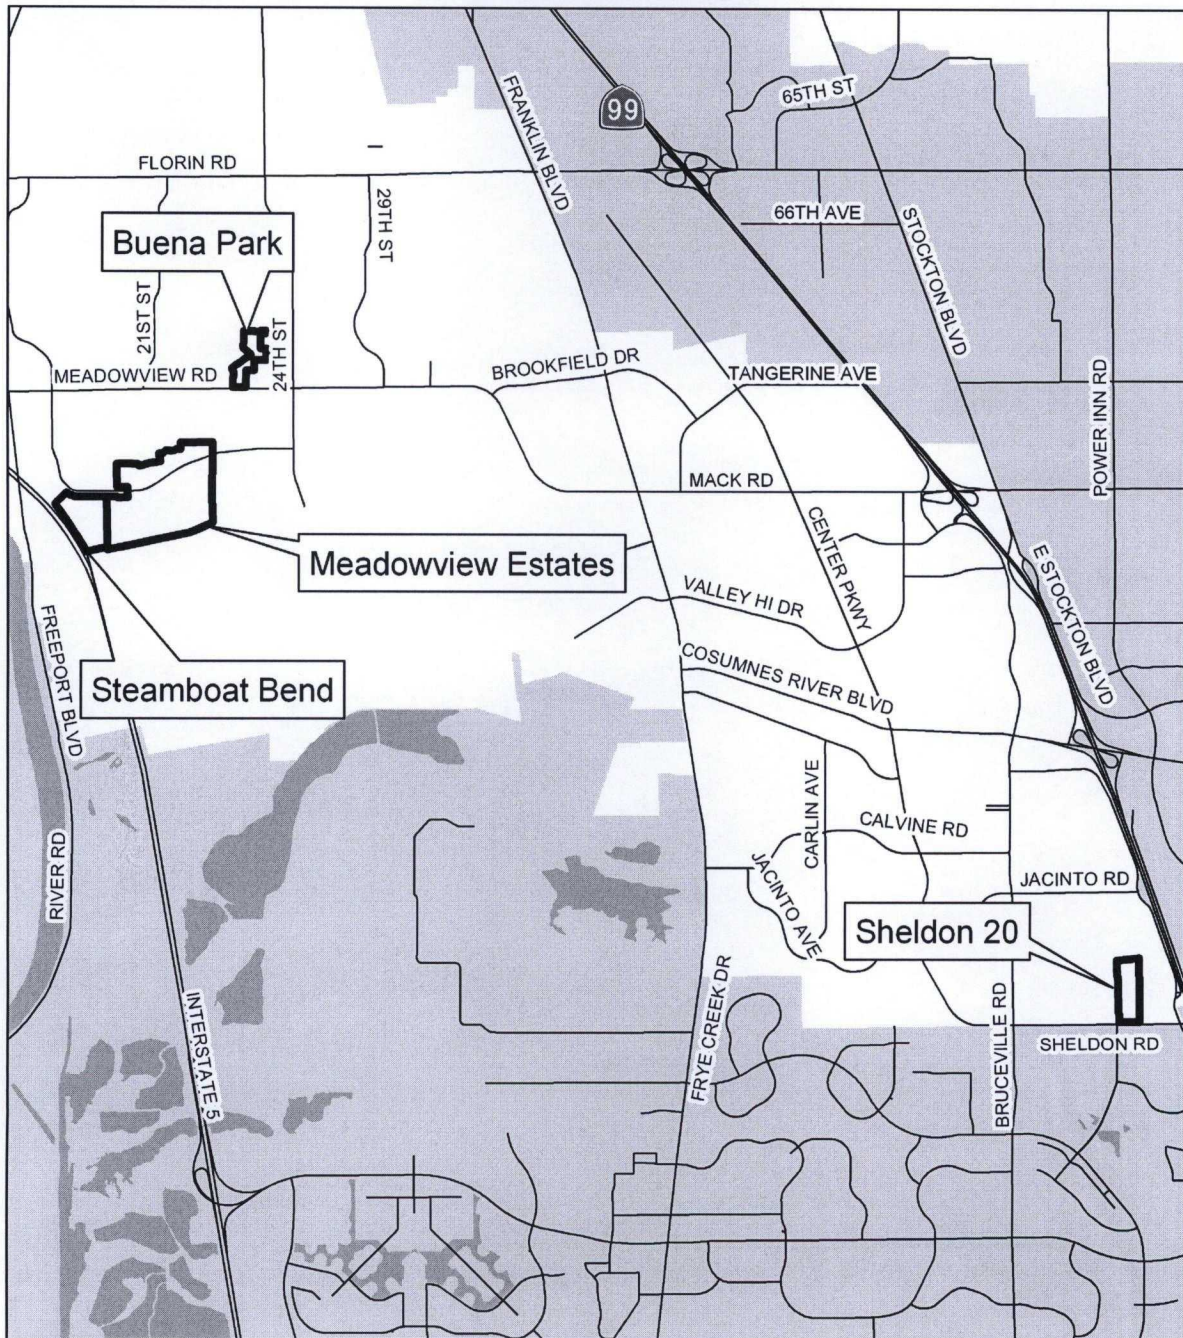 99
65TH ST
FRANKLIN BLVD
FLORIN RD
29TH ST
66TH AVE
STOCKTON BLVD
Buena Park
21ST ST
24TH ST
MEADOWVIEW RD
BROOKFIELD DR
TANGERINE AVE
POWER INN RD
MACK RD
CENTER PKWY
Meadowview Estates
E STOCKTON BLVD
VALLEY HI DR
FREEPORT BLVD
Steamboat Bend
COSUMNES RIVER BLVD
CARLIN AVE
CALVINE RD
RIVER RD
JACINTO AVE
JACINTO RD
Sheldon 20
INTERSTATE 5
FRYE CREEK DR
BRUCEVILLE RD
SHELDON RD